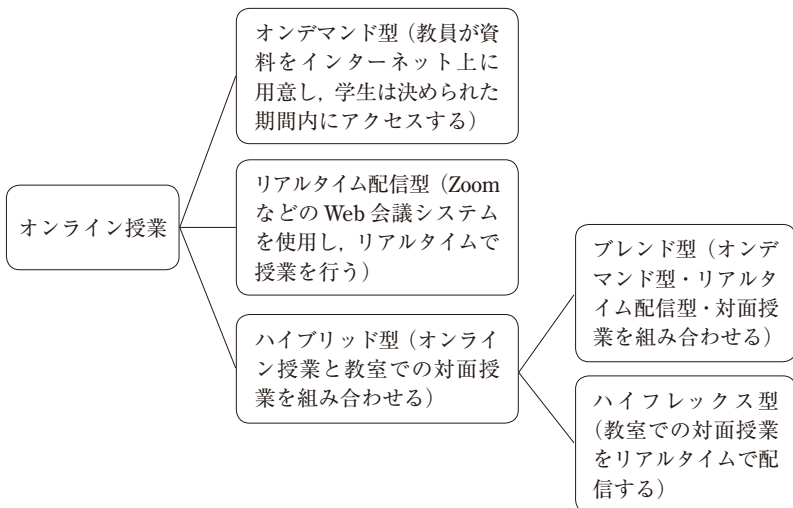 オンライン授業
オンデマンド型（教員が資
料をインターネット上に
用意し，学生は決められた
期間内にアクセスする）
リアルタイム配信型（Zoom
などの Web 会議システム
を使用し，リアルタイムで
授業を行う）
ハイブリッド型（オンライ
ン授業と教室での対面授
業を組み合わせる）
ブレンド型（オンデ
マンド型・リアルタ
イム配信型・対面授
業を組み合わせる）
ハイフレックス型
（教室での対面授業
をリアルタイムで配
信する）